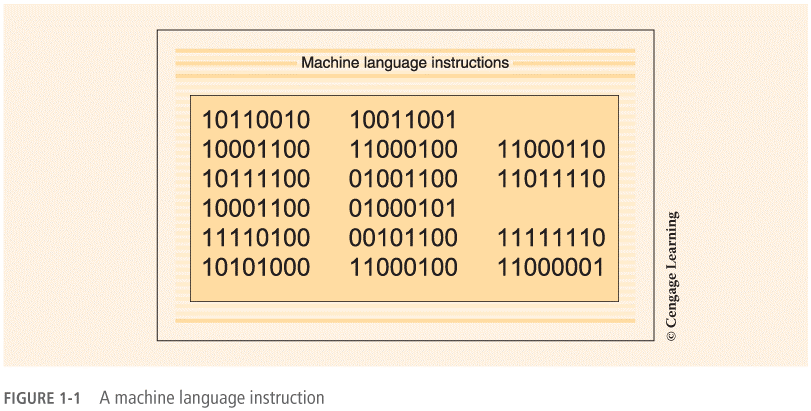 Machine language instructions
10110010 10011001
10001100 11000100 11000110
10111100 01001100 11011110
10001100 01000101
11110100 00101100 11111110
10101000 11000100 11000001
© Cengage Learning
FIGURE 1-1 A machine language instruction